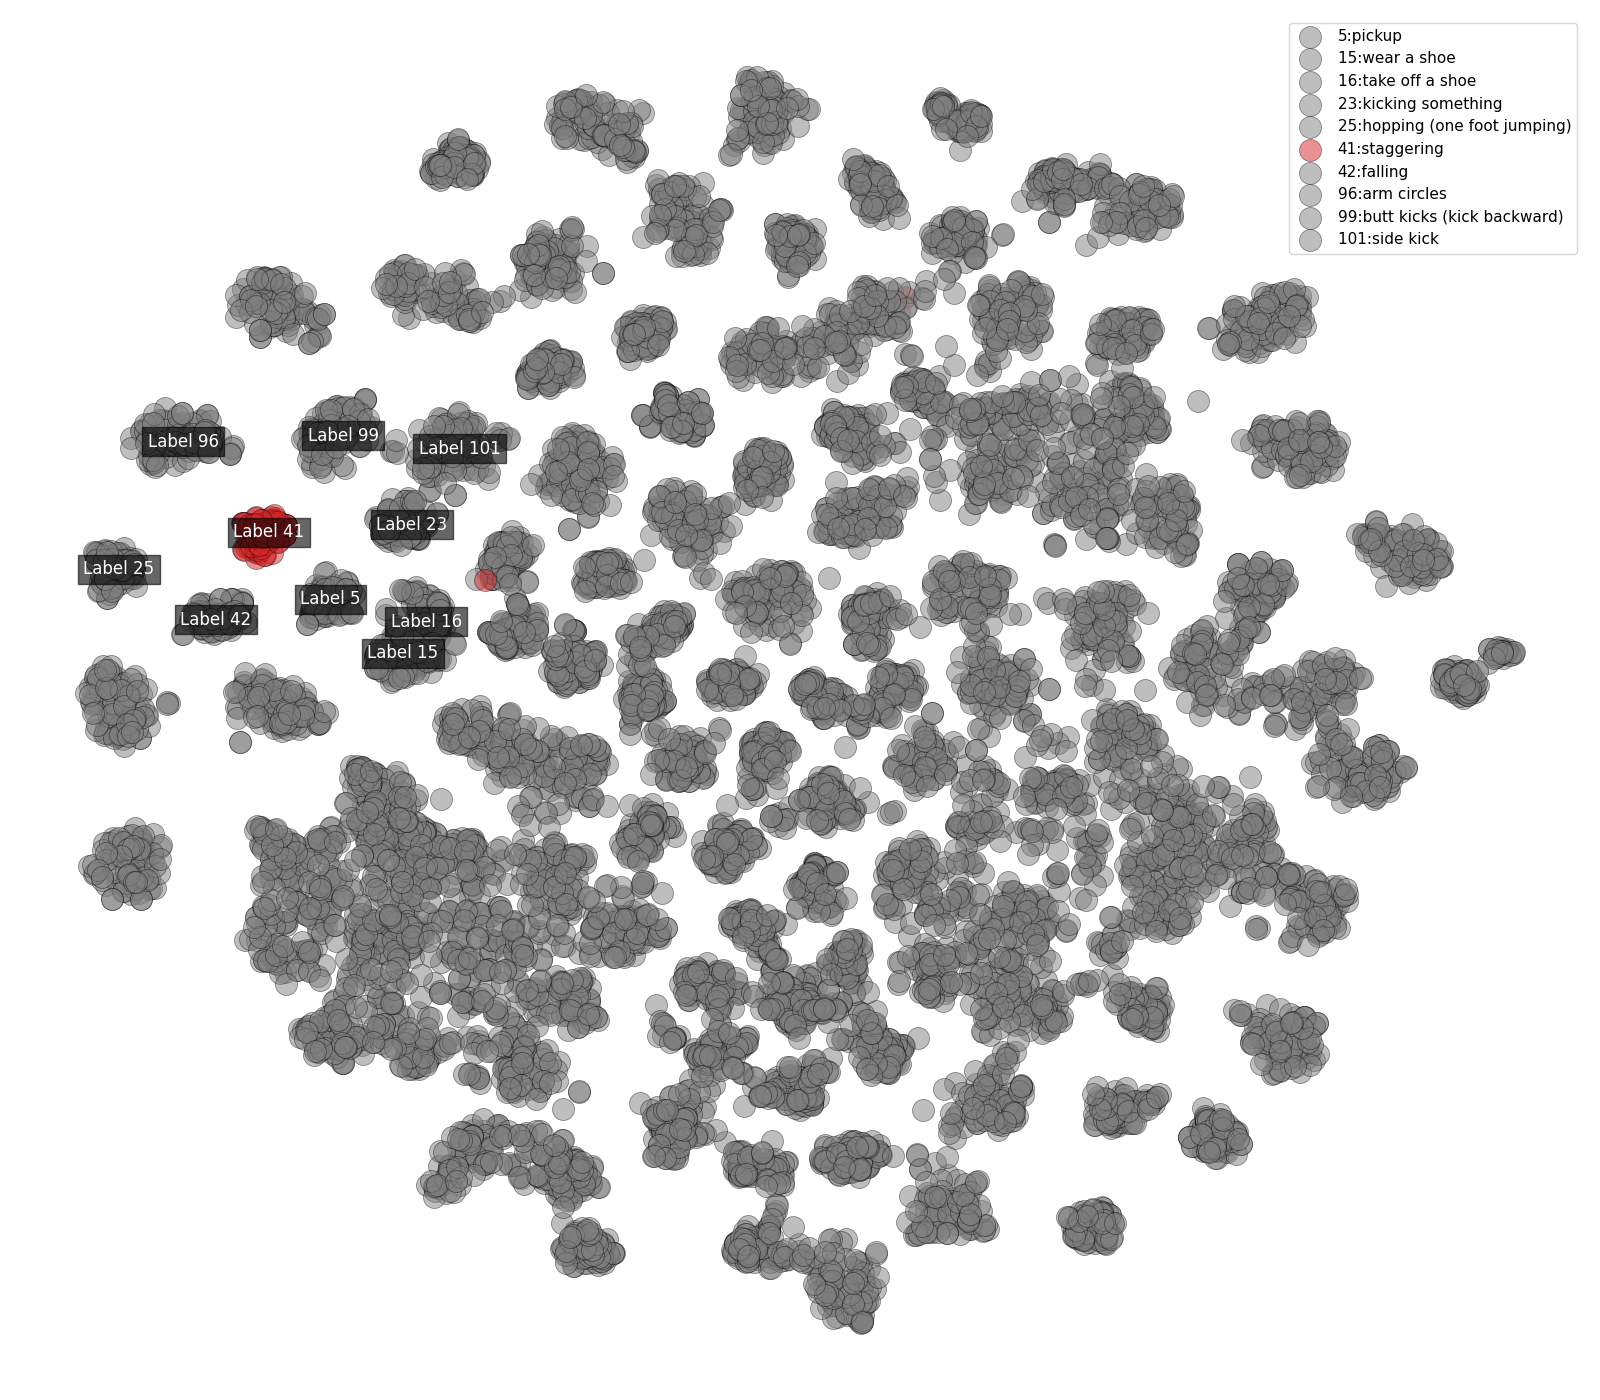 5:pickup
15:wear a shoe
16:take off a shoe
23:kicking something
25:hopping (one foot jumping)
41:staggering
42:falling
96:arm circles
99:butt kicks (kick backward)
101:side kick
Label 96
Label 99
Label 101
Label 41
Label 23
Label 25
Label 5
Label 42
Label 16
Label 15